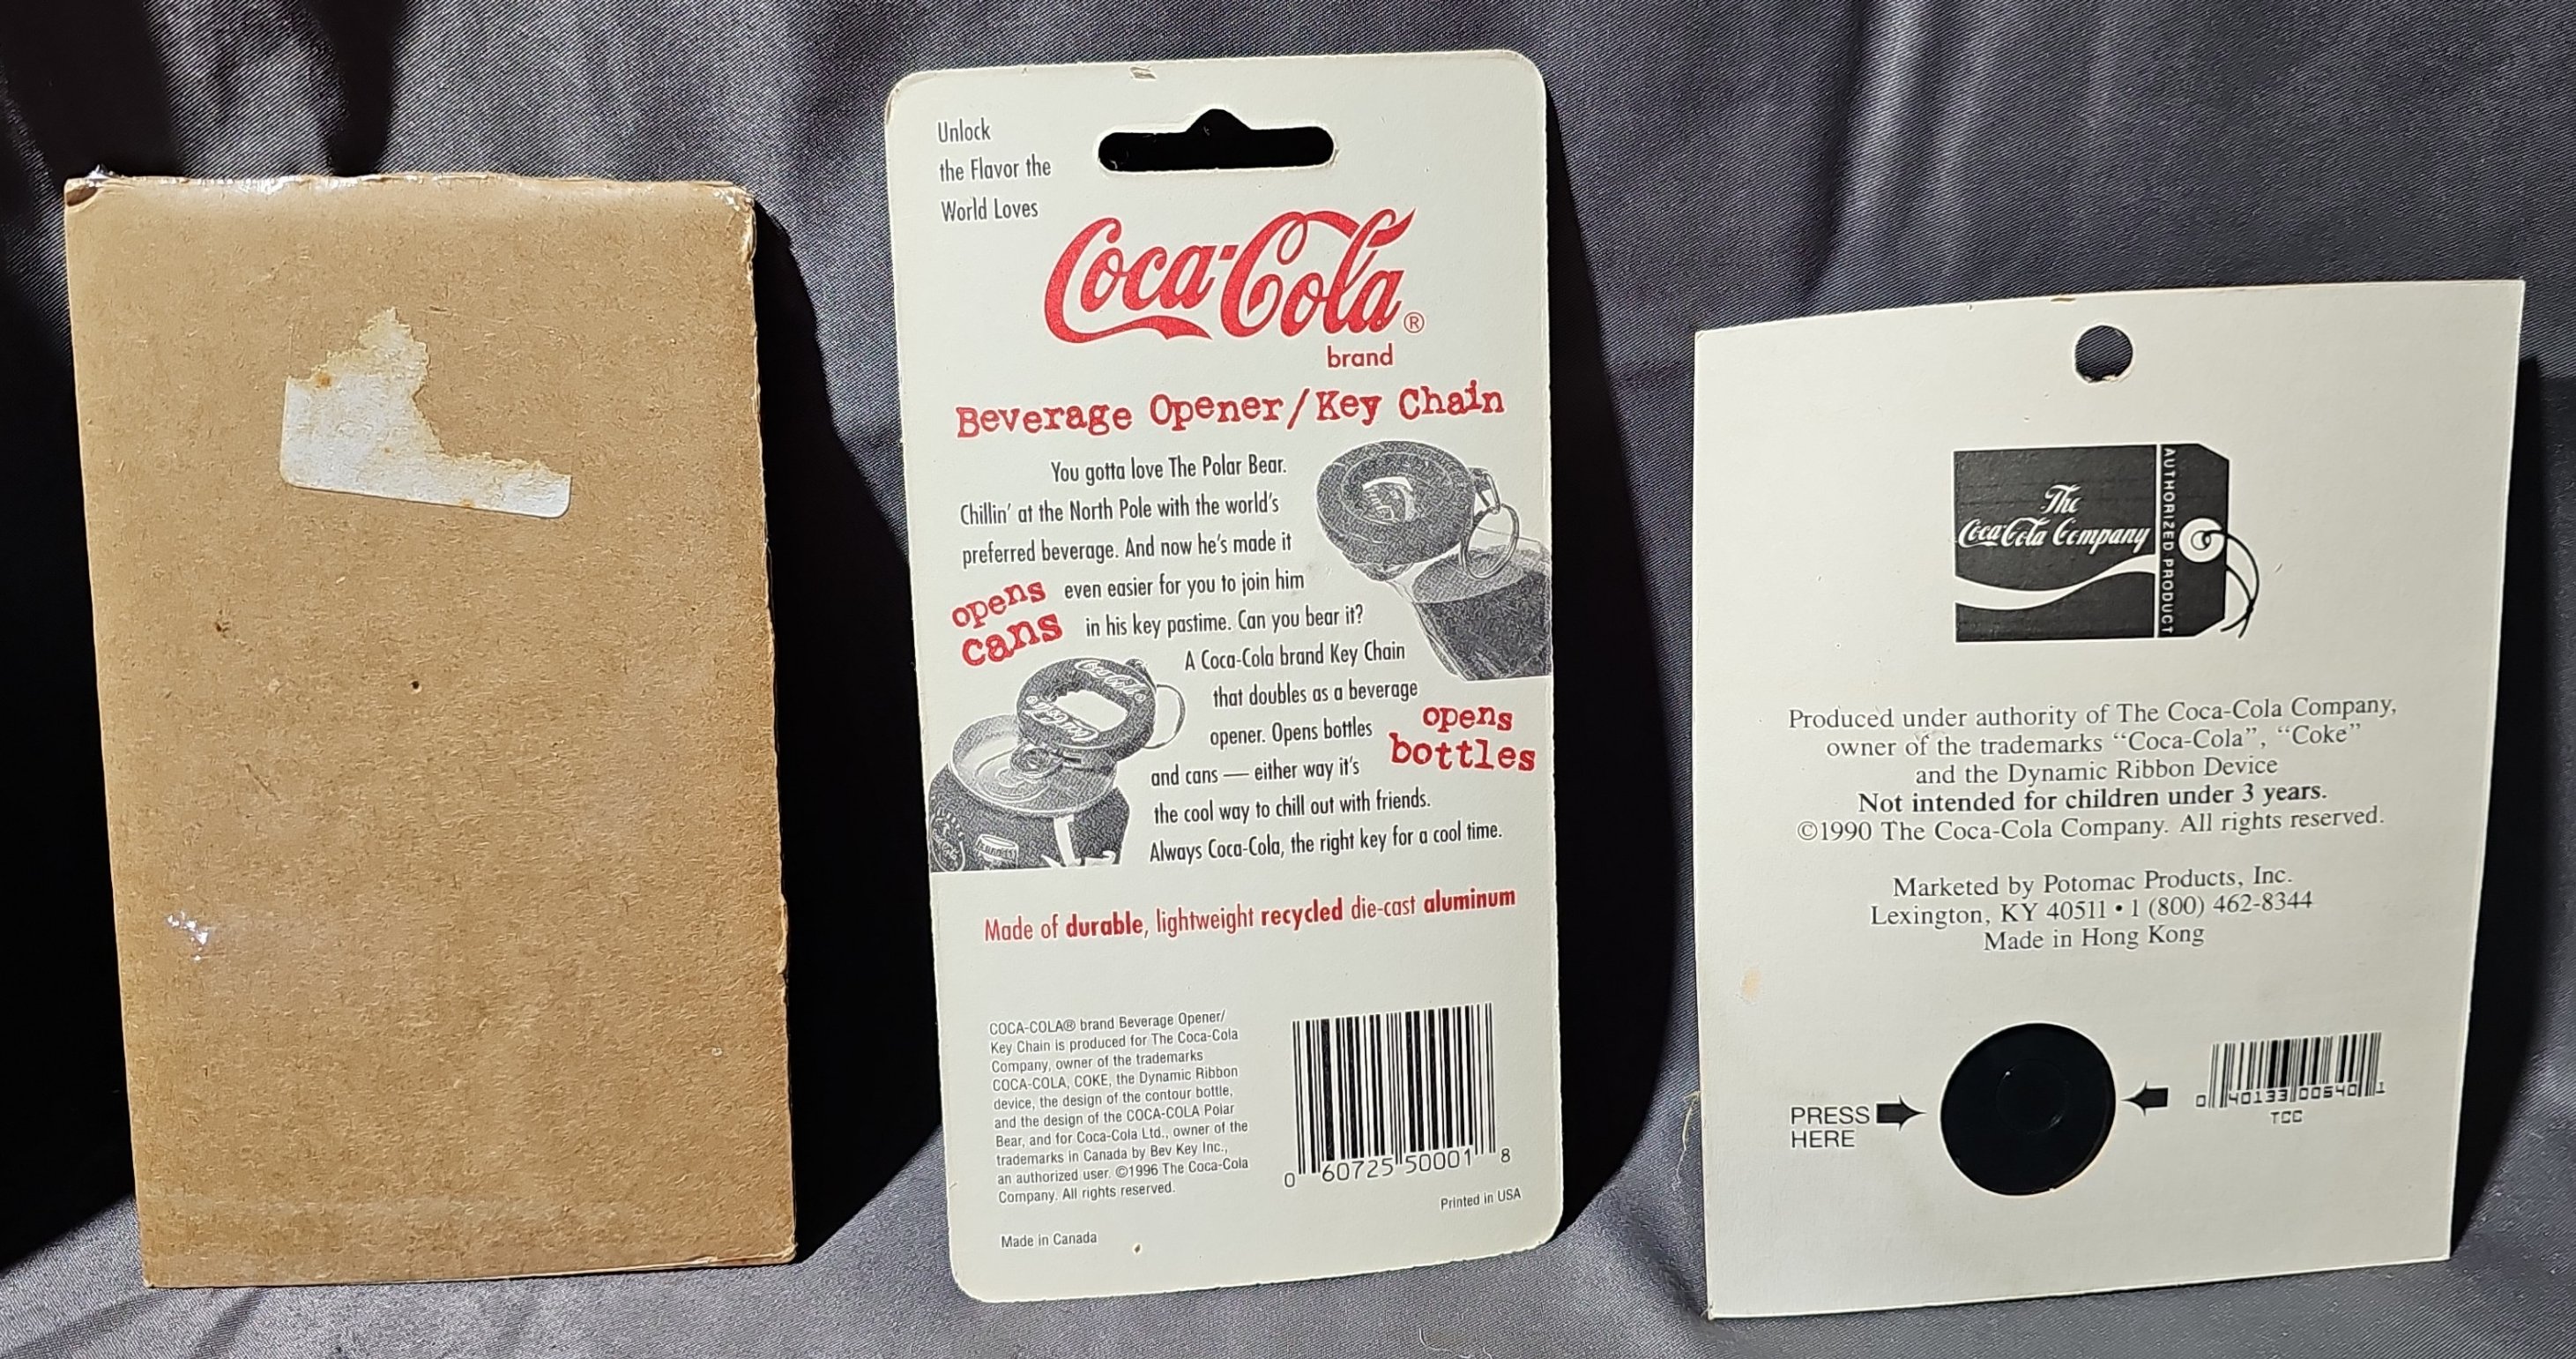 Unlock
the Flavor the
World Loves
Coca-Cola®
brand
Beverage Opener/Key Chain
You gotta love The Polar Bear.
Chillin' at the North Pole with the world's
preferred beverage. And now he's made it
even easier for you to join him
in his key pastime. Can you bear it?
opens
cans
A Coca-Cola brand Key Chain
that doubles as a beverage
opener. Opens bottles
and cans — either way it's
the cool way to chill out with friends.
Always Coca-Cola, the right key for a cool time.
opens
bottles
Made of durable, lightweight recycled die-cast aluminum
COCA-COLA® brand Beverage Opener/
Key Chain is produced for The Coca-Cola
Company, owner of the trademarks
COCA-COLA, COKE, the Dynamic Ribbon
device, the design of the contour bottle,
and the design of the COCA-COLA Polar
Bear, and for Coca-Cola Ltd., owner of the
trademarks in Canada by Bev Key Inc.,
an authorized user. ©1996 The Coca-Cola
Company. All rights reserved.
Made in Canada
0 60725 50001 8
Printed in USA
The
Coca-Cola Company
AUTHORIZED PRODUCT
Produced under authority of The Coca-Cola Company,
owner of the trademarks “Coca-Cola”, “Coke”
and the Dynamic Ribbon Device
Not intended for children under 3 years.
©1990 The Coca-Cola Company. All rights reserved.
Marketed by Potomac Products, Inc.
Lexington, KY 40511 • 1 (800) 462-8344
Made in Hong Kong
PRESS
HERE
0 40133 00540 1
TCC